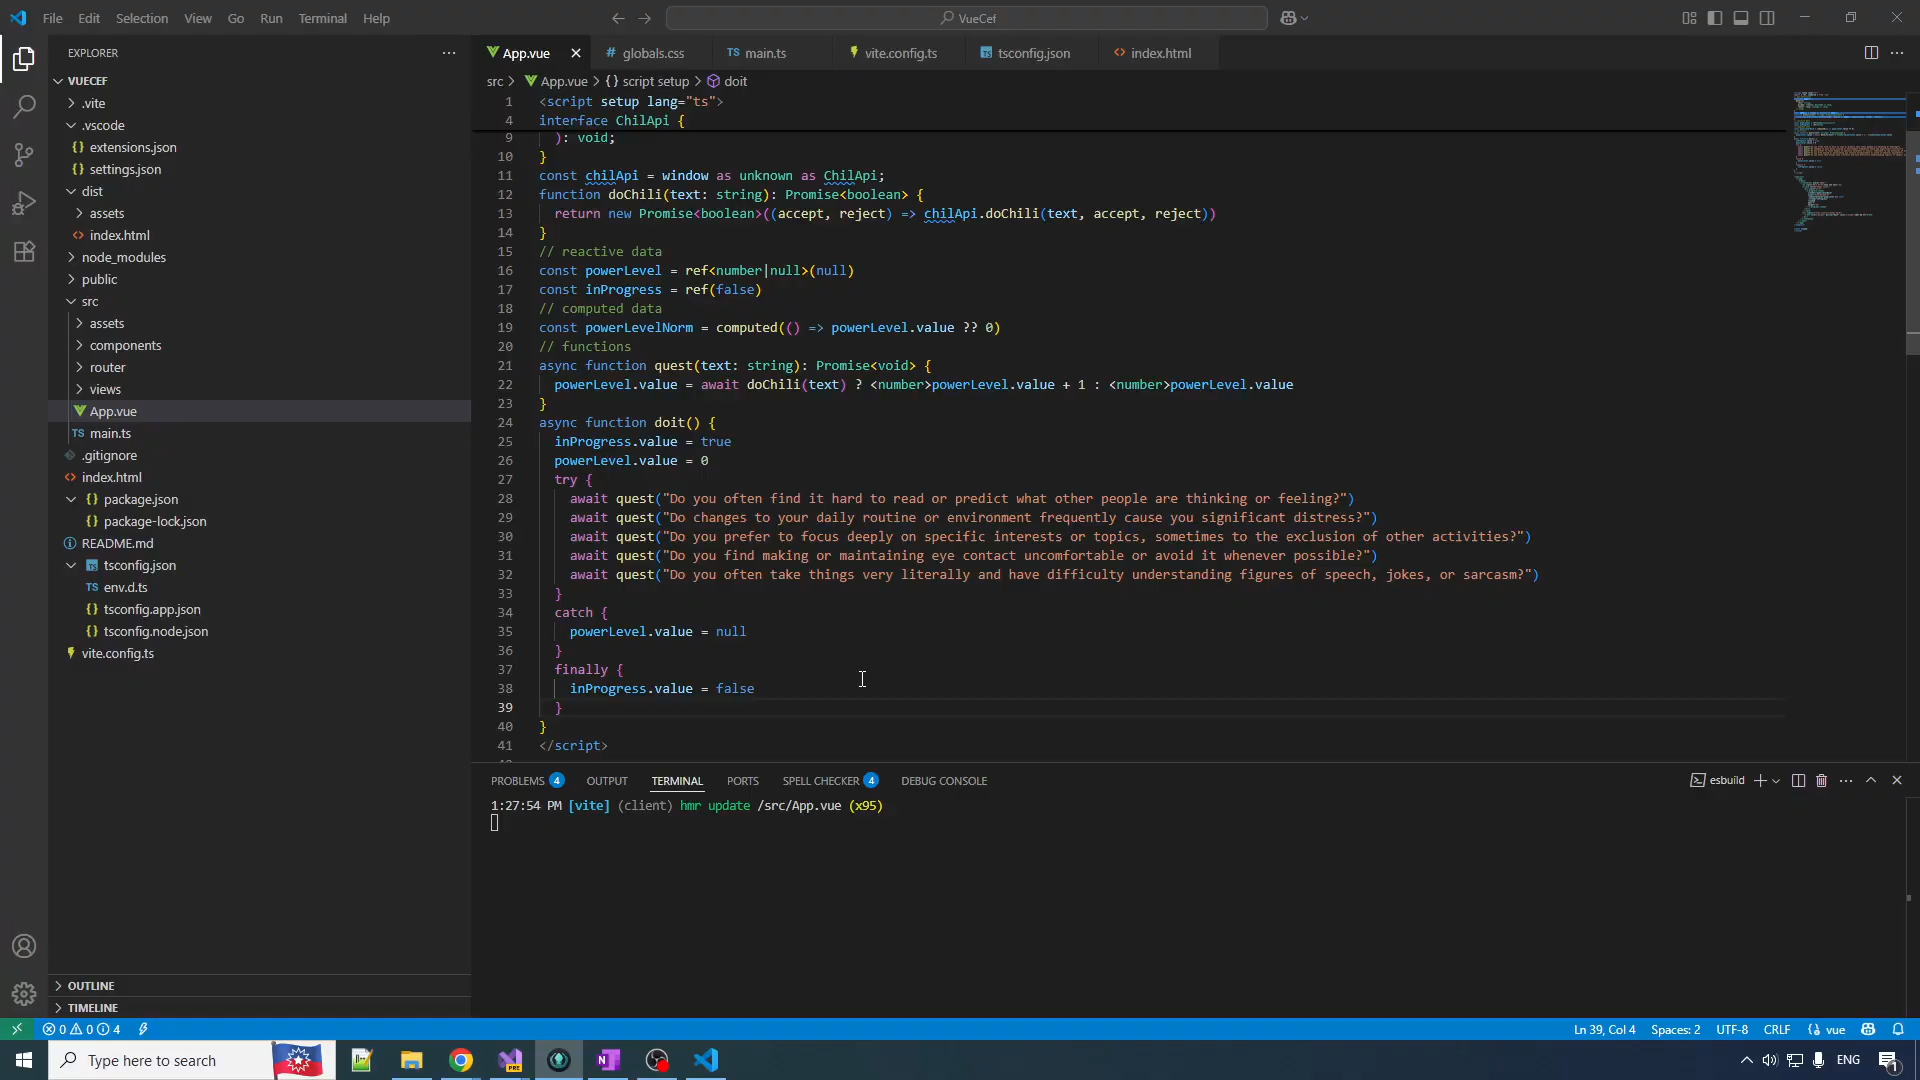 File Edit Selection View Go Run Terminal Help
VueCef
EXPLORER
VUECEF
.vite
.vscode
{} extensions.json
{} settings.json
dist
assets
<> index.html
node_modules
public
src
assets
components
router
views
App.vue
TS main.ts
.gitignore
<> index.html
{} package.json
{} package-lock.json
README.md
TS tsconfig.json
TS env.d.ts
{} tsconfig.app.json
{} tsconfig.node.json
vite.config.ts
OUTLINE
TIMELINE
App.vue # globals.css TS main.ts vite.config.ts TS tsconfig.json <> index.html
src > App.vue > {} script setup > doit
1 <script setup lang="ts">
4 interface ChilApi {
9 ): void;
10 }
11 const chilApi = window as unknown as ChilApi;
12 function doChili(text: string): Promise<boolean> {
13 return new Promise<boolean>((accept, reject) => chilApi.doChili(text, accept, reject))
14 }
15 // reactive data
16 const powerLevel = ref<number|null>(null)
17 const inProgress = ref(false)
18 // computed data
19 const powerLevelNorm = computed(() => powerLevel.value ?? 0)
20 // functions
21 async function quest(text: string): Promise<void> {
22 powerLevel.value = await doChili(text) ? <number>powerLevel.value + 1 : <number>powerLevel.value
23 }
24 async function doit() {
25 inProgress.value = true
26 powerLevel.value = 0
27 try {
28 await quest("Do you often find it hard to read or predict what other people are thinking or feeling?")
29 await quest("Do changes to your daily routine or environment frequently cause you significant distress?")
30 await quest("Do you prefer to focus deeply on specific interests or topics, sometimes to the exclusion of other activities?")
31 await quest("Do you find making or maintaining eye contact uncomfortable or avoid it whenever possible?")
32 await quest("Do you often take things very literally and have difficulty understanding figures of speech, jokes, or sarcasm?")
33 }
34 catch {
35 powerLevel.value = null
36 }
37 finally {
38 inProgress.value = false
39 }
40 }
41 </script>
PROBLEMS 4 OUTPUT TERMINAL PORTS SPELL CHECKER 4 DEBUG CONSOLE
esbuild
1:27:54 PM [vite] (client) hmr update /src/App.vue (x95)
0 0 4
Ln 39, Col 4 Spaces: 2 UTF-8 CRLF {} vue
Type here to search
PRE
N
ENG
1